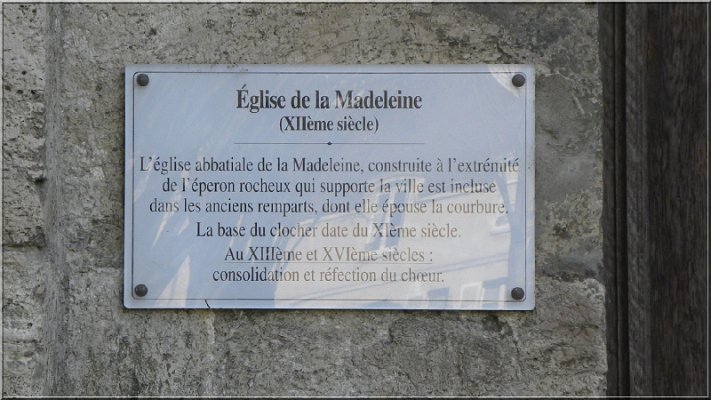 Église de la Madeleine
(XIIème siècle)
L'église abbatiale de la Madeleine, construite à l'extrémité
de l'éperon rocheux qui supporte la ville est incluse
dans les anciens remparts, dont elle épouse la courbure.
La base du clocher date du XIème siècle.
Au XIIIème et XVIème siècles :
consolidation et réfection du chœur.